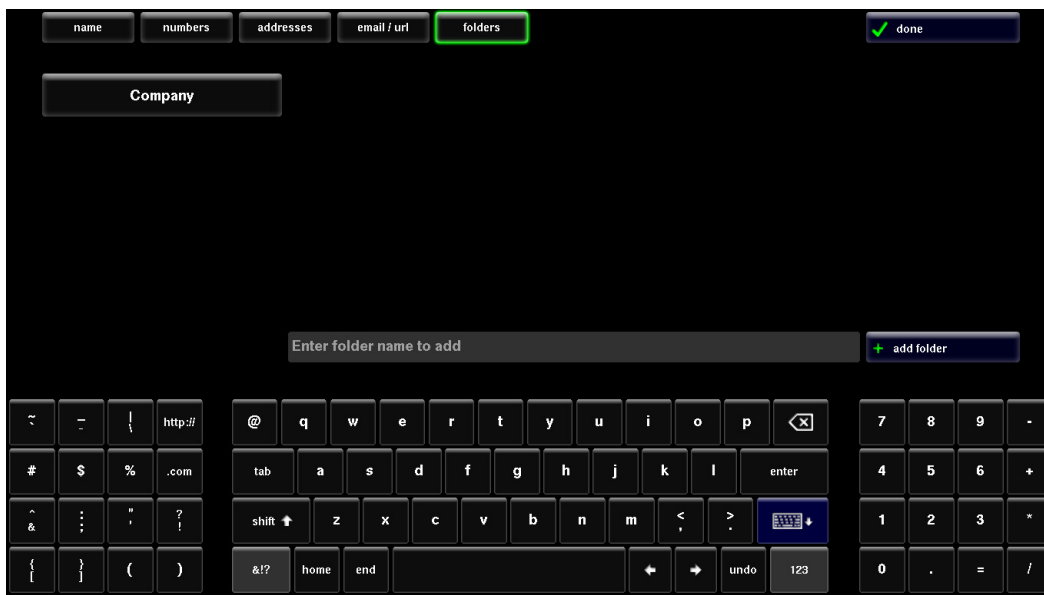 name numbers addresses email / url folders done
Company
Enter folder name to add + add folder
~ ` _ - | \ http:// @ q w e r t y u i o p 7 8 9 -
# $ % .com tab a s d f g h j k l enter 4 5 6 +
^ & : ; " ' ? ! shift z x c v b n m < , > . 1 2 3 *
{ [ } ] ( ) &!? home end undo 123 0 . = /